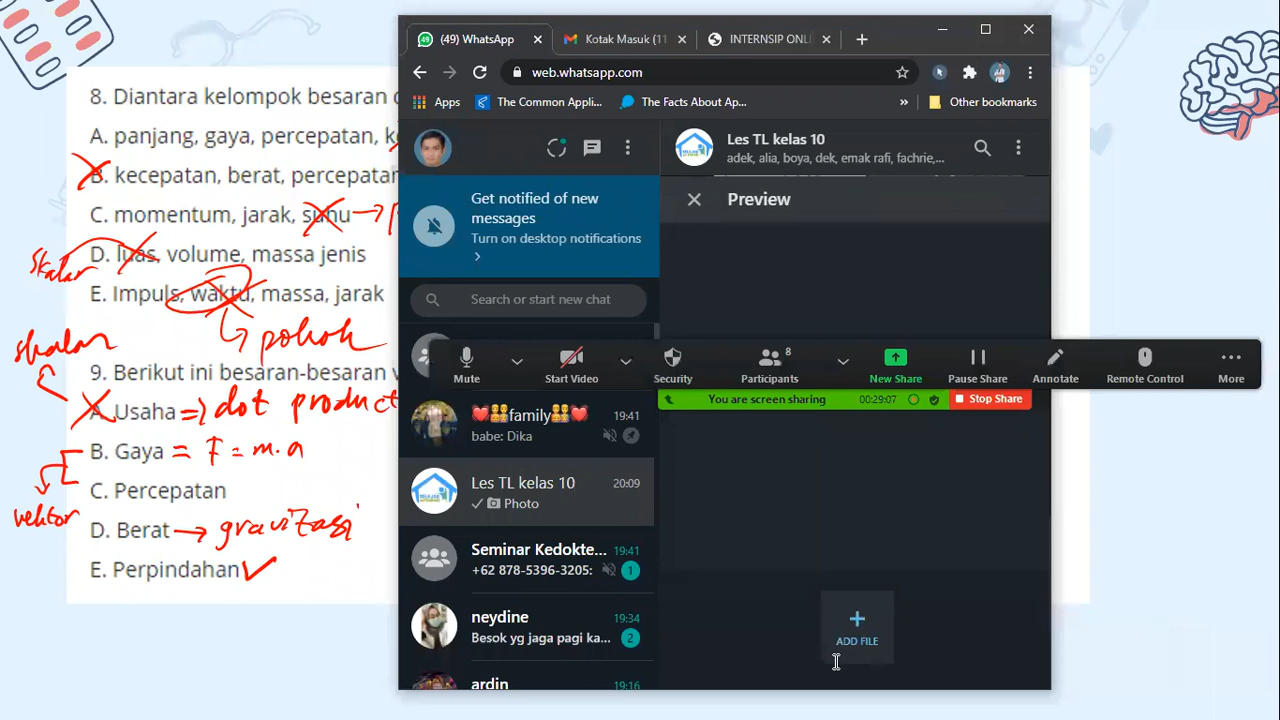 8. Diantara kelompok besaran
A. panjang, gaya, percepatan,
B. kecepatan, berat, percepatan
C. momentum, jarak, suhu →
D. luas, volume, massa jenis
skalar
E. Impuls, waktu, massa, jarak
pokok
skalar
9. Berikut ini besaran-besaran
A. Usaha => dot product
B. Gaya = F = m.a
C. Percepatan
vektor
D. Berat → gravitasi
E. Perpindahan ✓
(49) WhatsApp
Kotak Masuk (11
INTERNSIP ONLI
web.whatsapp.com
Apps
The Common Appli...
The Facts About Ap...
»
Other bookmarks
Get notified of new
messages
Turn on desktop notifications
>
Search or start new chat
family
19:41
babe: Dika
Les TL kelas 10
20:09
Photo
Seminar Kedokte...
19:41
+62 878-5396-3205:
1
neydine
19:34
Besok yg jaga pagi ka...
2
ardin
19:16
Les TL kelas 10
adek, alia, boya, dek, emak rafi, fachrie,...
Preview
Mute
Start Video
Security
Participants
8
New Share
Pause Share
Annotate
Remote Control
More
You are screen sharing
00:29:07
Stop Share
ADD FILE